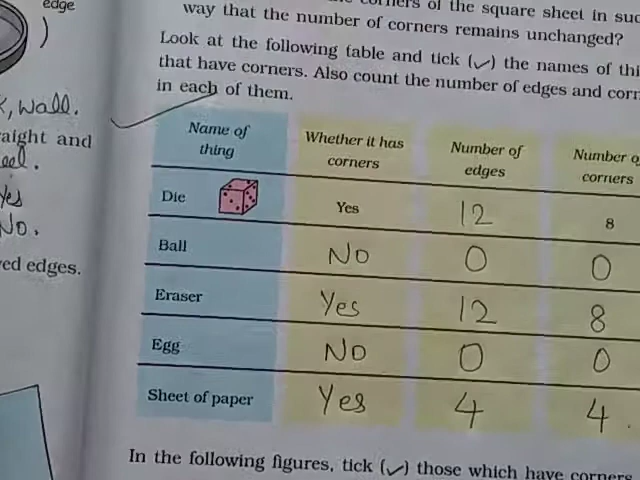 edge
corners of the square sheet in suc
way that the number of corners remains unchanged?
Look at the following table and tick (✓) the names of thi
that have corners. Also count the number of edges and corn
in each of them.
, Wall.
aight and
eel.
Yes
No.
ved edges.
Name of thing Whether it has corners Number of edges Number o corners
Die Yes 12 8
Ball No 0 0
Eraser Yes 12 8
Egg No 0 0
Sheet of paper Yes 4 4
In the following figures, tick (✓) those which have corners